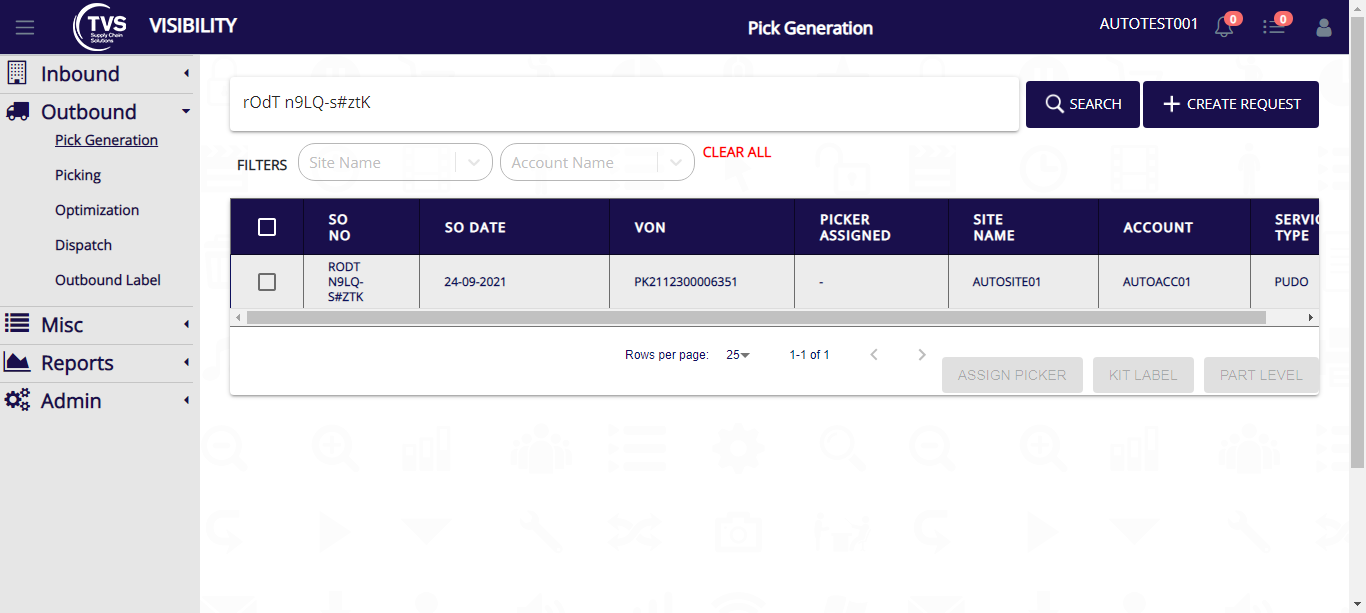 TVS
Supply Chain
Solutions
VISIBILITY
Pick Generation
AUTOTEST001
0
0
Inbound
Outbound
Pick Generation
Picking
Optimization
Dispatch
Outbound Label
Misc
Reports
Admin
rOdT n9LQ-s#ztK
SEARCH
CREATE REQUEST
FILTERS
Site Name
Account Name
CLEAR ALL
SO
NO
SO DATE
VON
PICKER
ASSIGNED
SITE
NAME
ACCOUNT
SERVIC
TYPE
RODT
N9LQ-
S#ZTK
24-09-2021
PK2112300006351
-
AUTOSITE01
AUTOACC01
PUDO
Rows per page:
25
1-1 of 1
ASSIGN PICKER
KIT LABEL
PART LEVEL